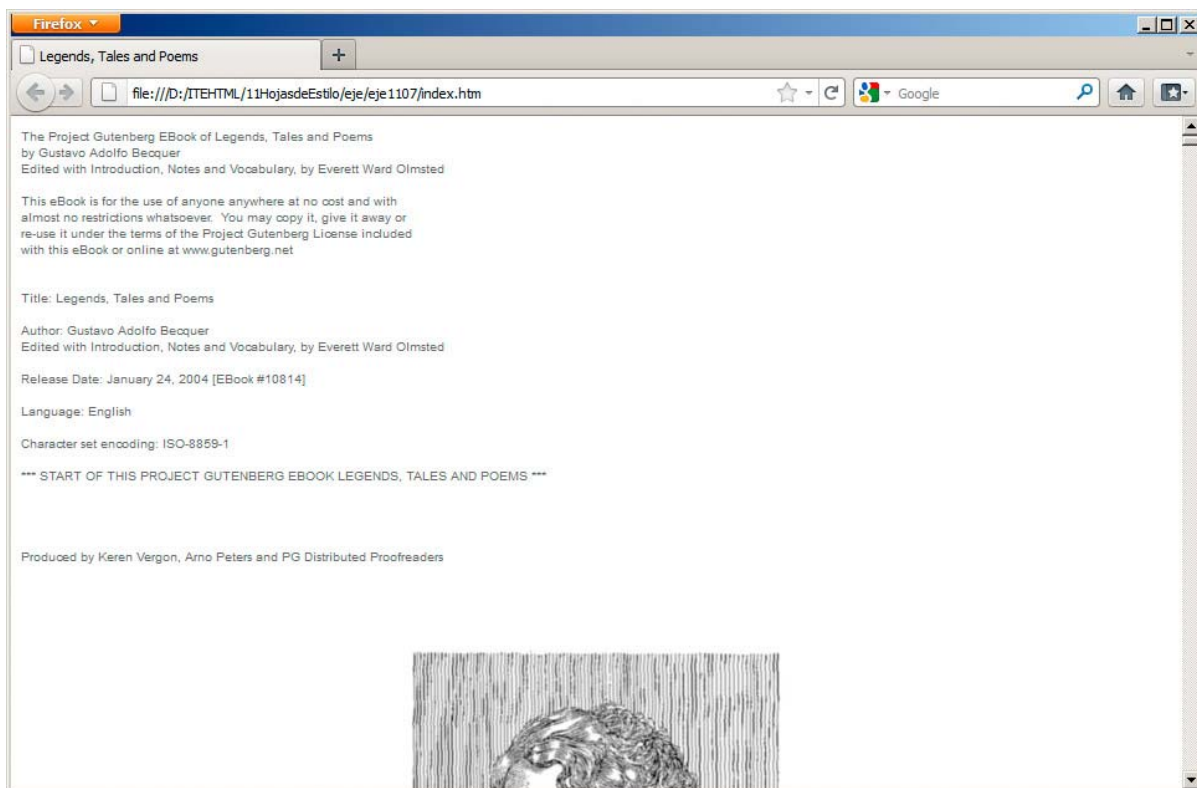 Firefox
Legends, Tales and Poems
file:///D:/ITEHTML/11HojasdeEstilo/eje/eje1107/index.htm
Google
The Project Gutenberg EBook of Legends, Tales and Poems
by Gustavo Adolfo Becquer
Edited with Introduction, Notes and Vocabulary, by Everett Ward Olmsted
This eBook is for the use of anyone anywhere at no cost and with
almost no restrictions whatsoever.  You may copy it, give it away or
re-use it under the terms of the Project Gutenberg License included
with this eBook or online at www.gutenberg.net
Title: Legends, Tales and Poems
Author: Gustavo Adolfo Becquer
Edited with Introduction, Notes and Vocabulary, by Everett Ward Olmsted
Release Date: January 24, 2004 [EBook #10814]
Language: English
Character set encoding: ISO-8859-1
*** START OF THIS PROJECT GUTENBERG EBOOK LEGENDS, TALES AND POEMS ***
Produced by Keren Vergon, Arno Peters and PG Distributed Proofreaders